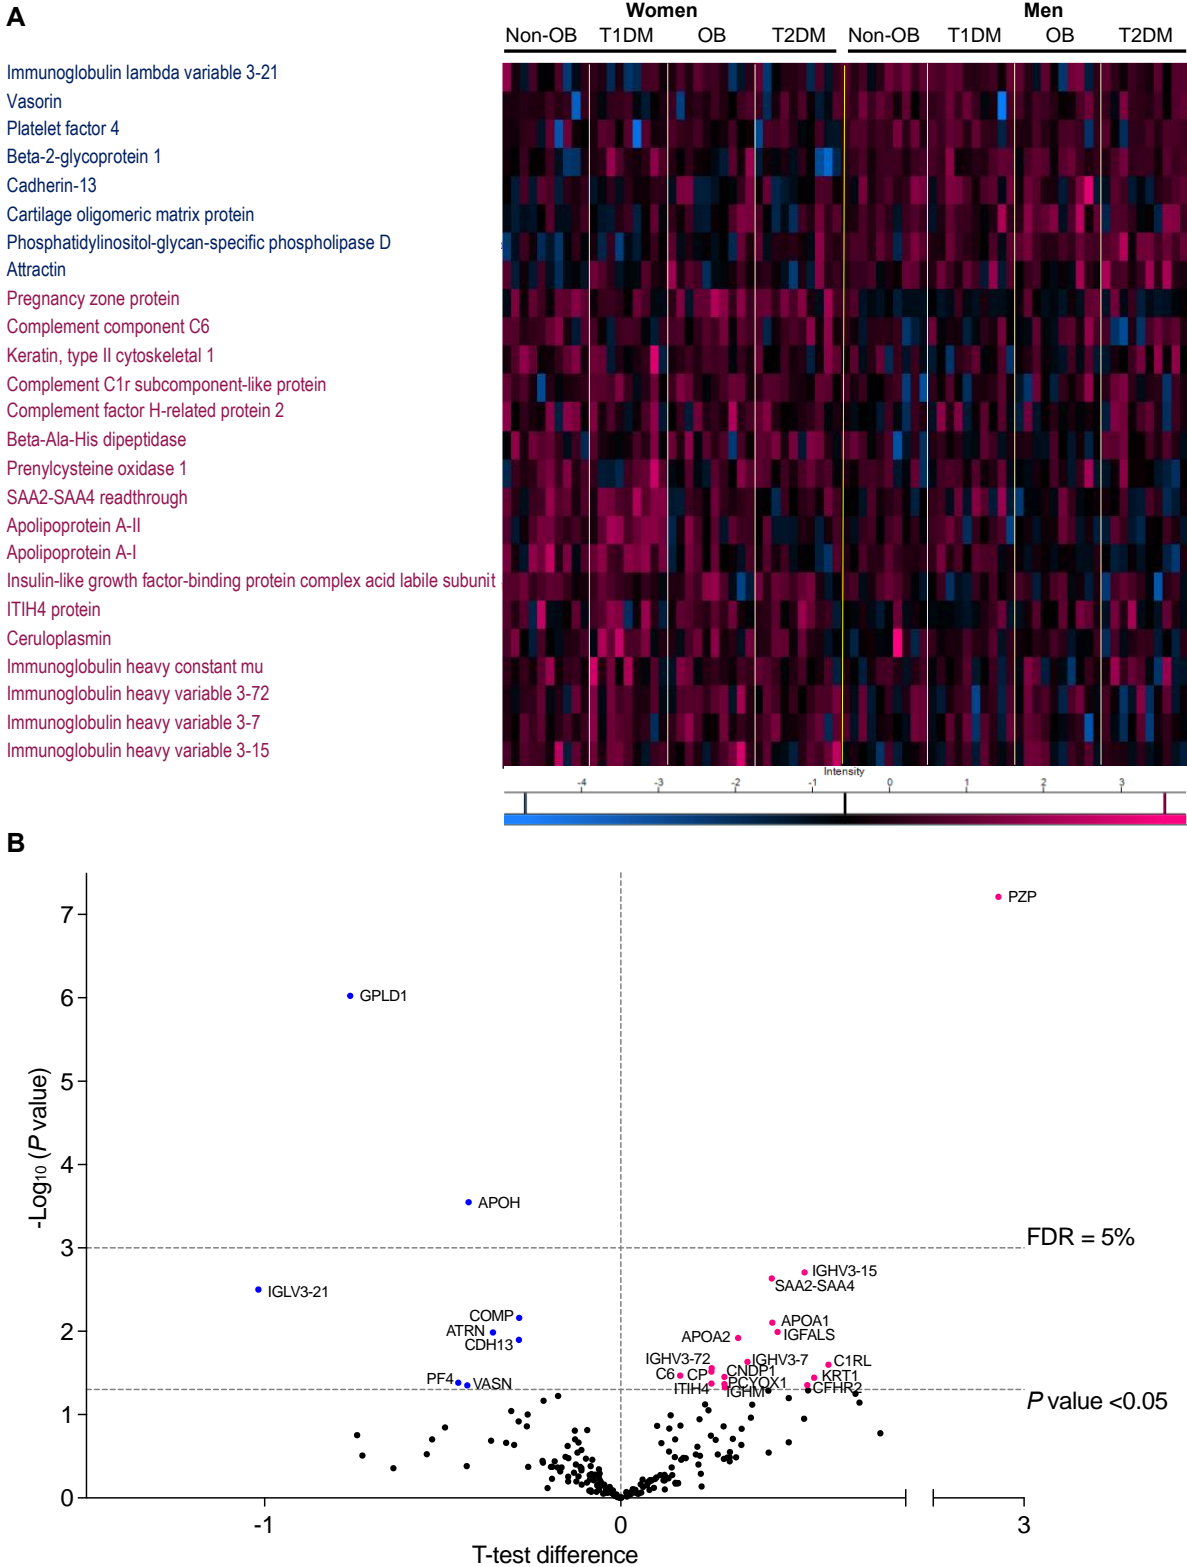 A
Women Men
Non-OB T1DM OB T2DM Non-OB T1DM OB T2DM
Immunoglobulin lambda variable 3-21
Vasorin
Platelet factor 4
Beta-2-glycoprotein 1
Cadherin-13
Cartilage oligomeric matrix protein
Phosphatidylinositol-glycan-specific phospholipase D
Attractin
Pregnancy zone protein
Complement component C6
Keratin, type II cytoskeletal 1
Complement C1r subcomponent-like protein
Complement factor H-related protein 2
Beta-Ala-His dipeptidase
Prenylcysteine oxidase 1
SAA2-SAA4 readthrough
Apolipoprotein A-II
Apolipoprotein A-I
Insulin-like growth factor-binding protein complex acid labile subunit
ITIH4 protein
Ceruloplasmin
Immunoglobulin heavy constant mu
Immunoglobulin heavy variable 3-72
Immunoglobulin heavy variable 3-7
Immunoglobulin heavy variable 3-15
Intensity
-4 -3 -2 -1 0 1 2 3
B
-Log10 (P value)
7
6
5
4
3
2
1
0
PZP
GPLD1
APOH
FDR = 5%
IGHV3-15
SAA2-SAA4
IGLV3-21
COMP
APOA1
ATRN
IGFALS
APOA2
CDH13
IGHV3-72
IGHV3-7
C1RL
C6
CP
CNDP1
KRT1
PF4
VASN
ITIH4
PCYOX1
IGHM
CFHR2
P value <0.05
-1 0 3
T-test difference